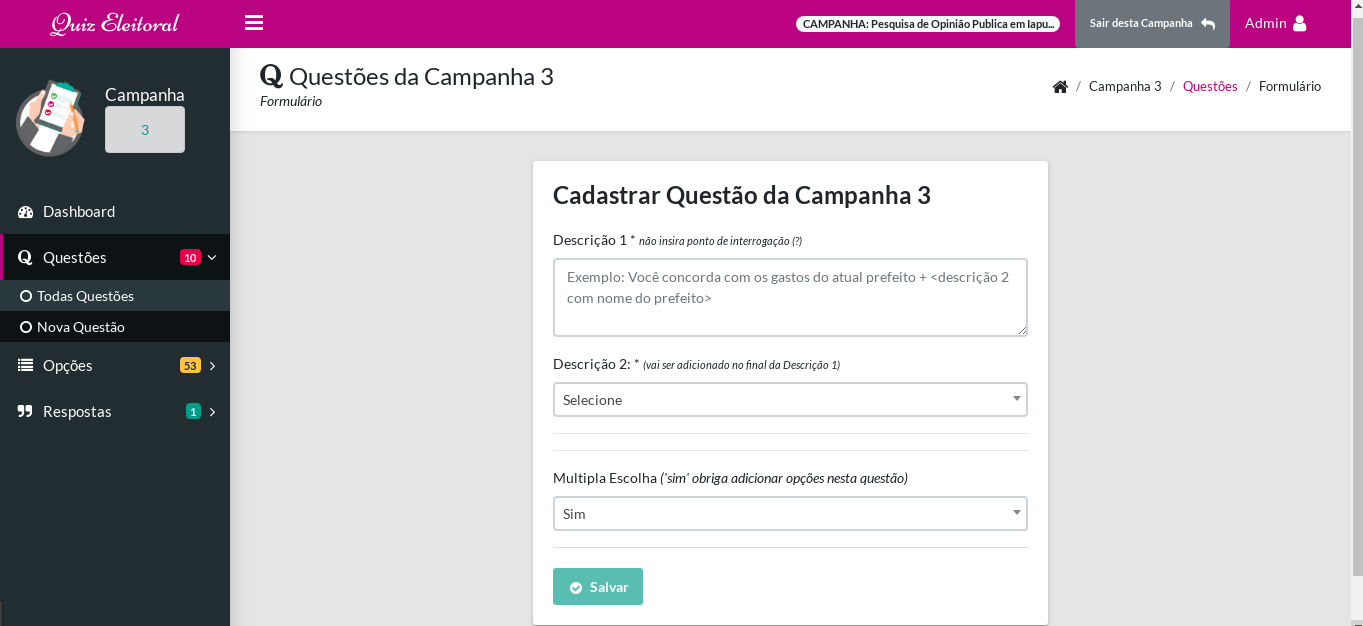 Quiz Eleitoral
CAMPANHA: Pesquisa de Opinião Publica em Iapu...
Sair desta Campanha
Admin
Campanha
3
Dashboard
Questões 10
Todas Questões
Nova Questão
Opções 53
Respostas 1
Q Questões da Campanha 3
Formulário
/ Campanha 3 / Questões / Formulário
Cadastrar Questão da Campanha 3
Descrição 1 * não insira ponto de interrogação (?)
Exemplo: Você concorda com os gastos do atual prefeito + <descrição 2
com nome do prefeito>
Descrição 2: * (vai ser adicionado no final da Descrição 1)
Selecione
Multipla Escolha ('sim' obriga adicionar opções nesta questão)
Sim
Salvar